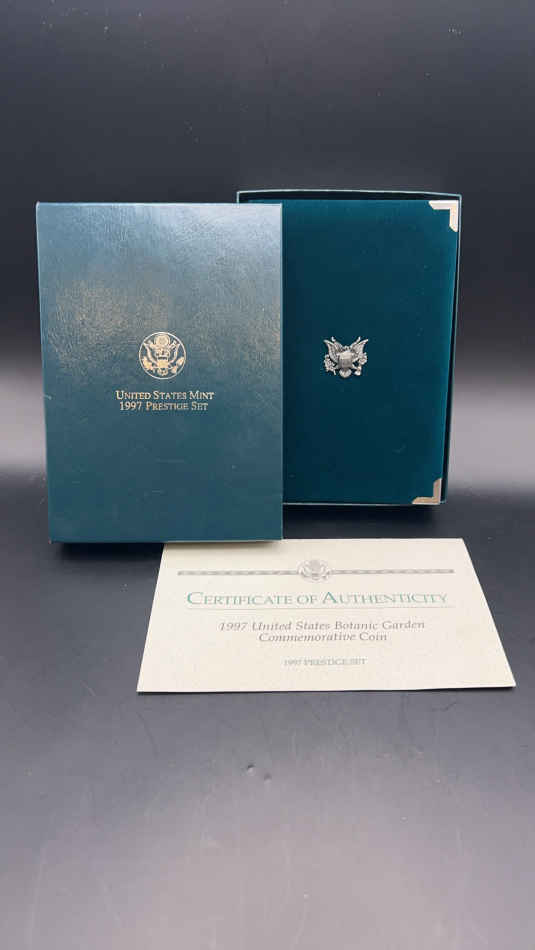 United States Mint
1997 Prestige Set
Certificate of Authenticity
1997 United States Botanic Garden
Commemorative Coin
1997 PRESTIGE SET